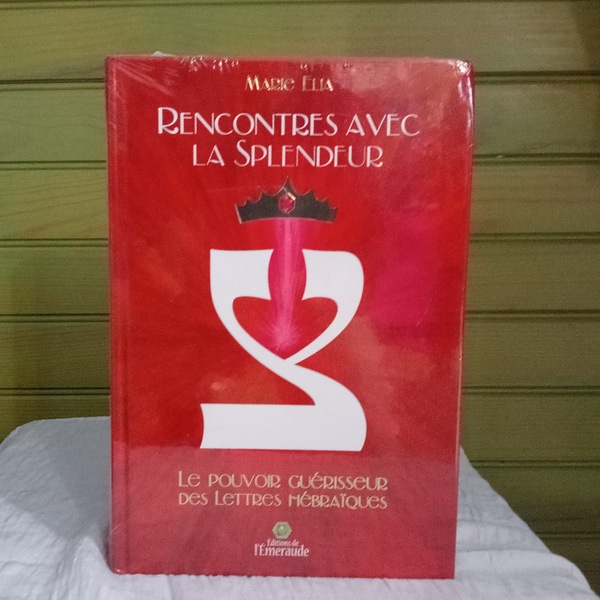 Marie Elia
Rencontres avec
la Splendeur
צ
Le pouvoir guérisseur
des Lettres hébraïques
Éditions de
l'Émeraude